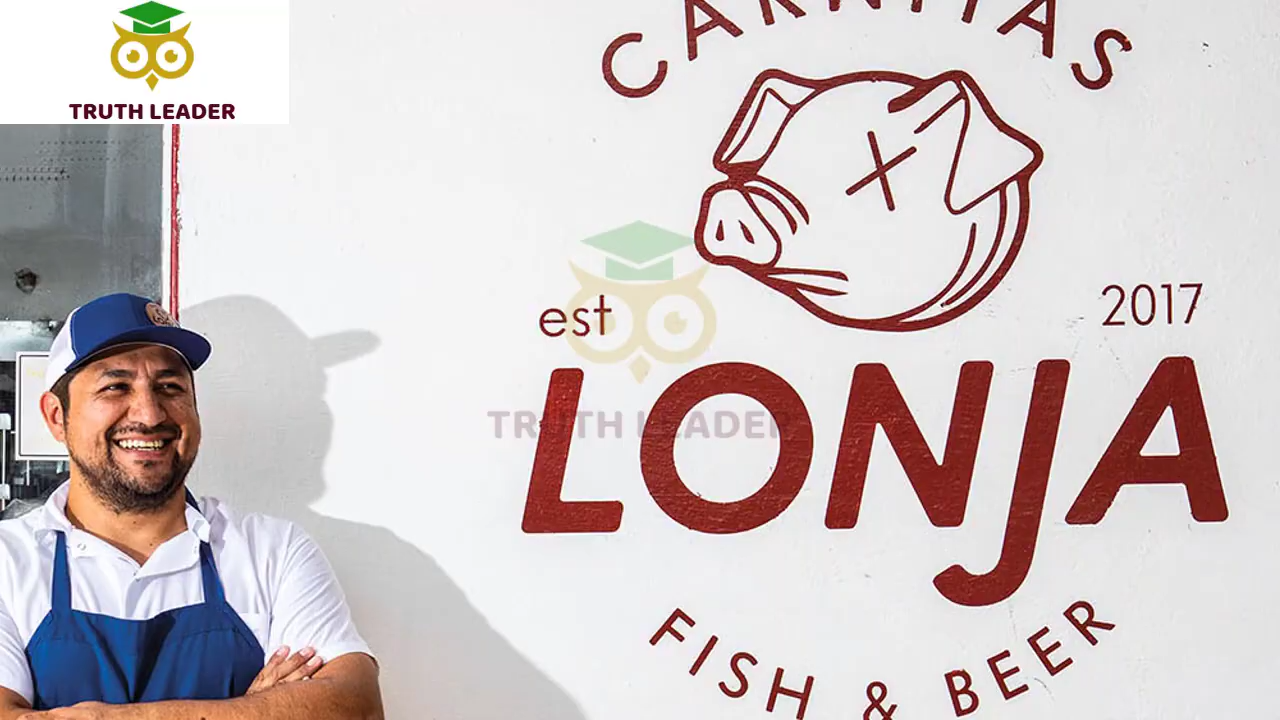 TRUTH LEADER
CARNITAS
est 2017
TRUTH LEADER
LONJA
FISH & BEER